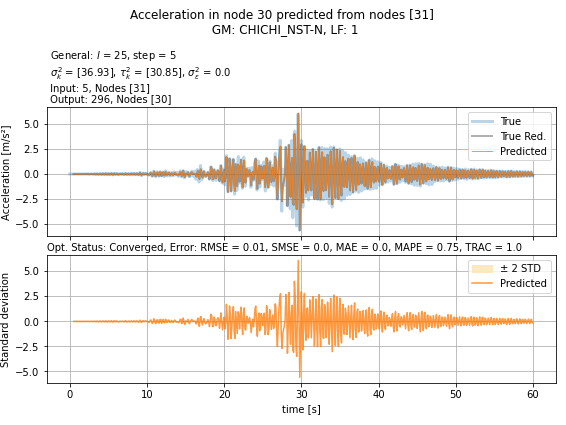 Acceleration in node 30 predicted from nodes [31]
GM: CHICHI_NST-N, LF: 1
General: l = 25, step = 5
σ²ₖ = [36.93], τ²ₖ = [30.85], σ²ε = 0.0
Input: 5, Nodes [31]
Output: 296, Nodes [30]
Acceleration [m/s²]
5.0
2.5
0.0
−2.5
−5.0
True
True Red.
Predicted
Opt. Status: Converged, Error: RMSE = 0.01, SMSE = 0.0, MAE = 0.0, MAPE = 0.75, TRAC = 1.0
Standard deviation
5.0
2.5
0.0
−2.5
−5.0
± 2 STD
Predicted
0 10 20 30 40 50 60
time [s]